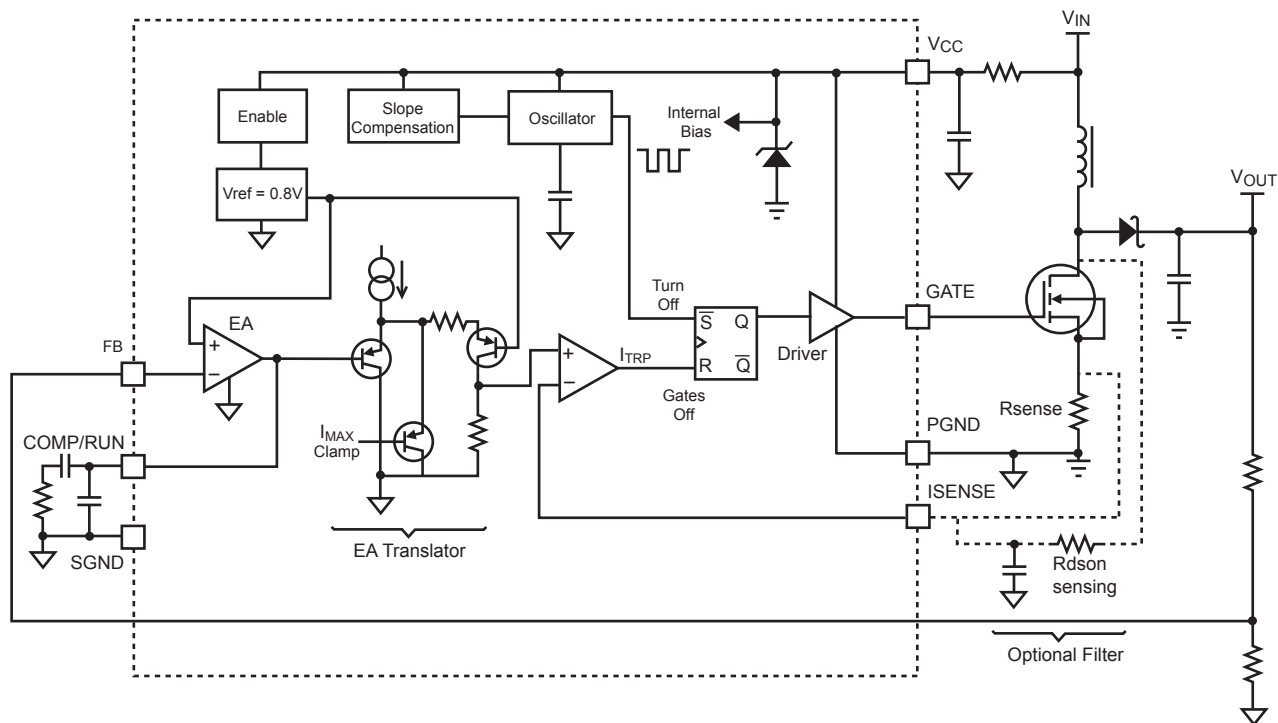 VIN
VCC
Enable
Slope
Compensation
Oscillator
Internal
Bias
Vref = 0.8V
VOUT
Turn
Off
GATE
EA
+
−
FB
S̅ Q
R Q̅
Driver
+
−
ITRP
Gates
Off
Rsense
IMAX
Clamp
COMP/RUN
PGND
ISENSE
SGND
EA Translator
Rdson
sensing
Optional Filter